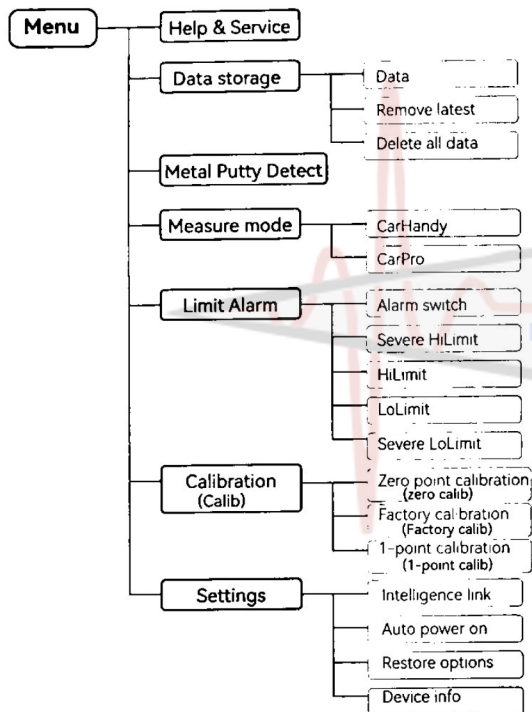 Menu
Help & Service
Data storage
Data
Remove latest
Delete all data
Metal Putty Detect
Measure mode
CarHandy
CarPro
Limit Alarm
Alarm switch
Severe HiLimit
HiLimit
LoLimit
Severe LoLimit
Calibration
(Calib)
Zero point calibration
(zero calib)
Factory calibration
(Factory calib)
1-point calibration
(1-point calib)
Settings
Intelligence link
Auto power on
Restore options
Device info